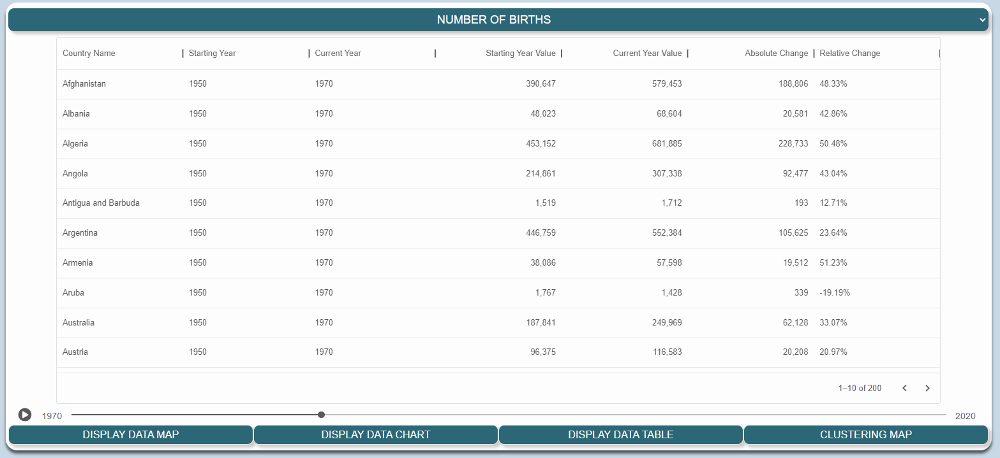 NUMBER OF BIRTHS
Country Name Starting Year Current Year Starting Year Value Current Year Value Absolute Change Relative Change
Afghanistan 1950 1970 390,647 579,453 188,806 48.33%
Albania 1950 1970 48,023 68,604 20,581 42.86%
Algeria 1950 1970 453,152 681,885 228,733 50.48%
Angola 1950 1970 214,861 307,338 92,477 43.04%
Antigua and Barbuda 1950 1970 1,519 1,712 193 12.71%
Argentina 1950 1970 446,759 552,384 105,625 23.64%
Armenia 1950 1970 38,086 57,598 19,512 51.23%
Aruba 1950 1970 1,767 1,428 339 -19.19%
Australia 1950 1970 187,841 249,969 62,128 33.07%
Austria 1950 1970 96,375 116,583 20,208 20.97%
1–10 of 200
1970 2020
DISPLAY DATA MAP DISPLAY DATA CHART DISPLAY DATA TABLE CLUSTERING MAP